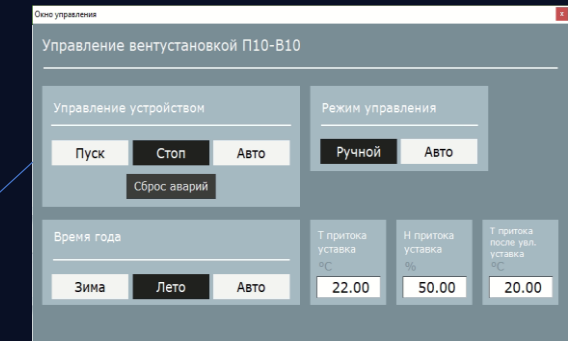 Окно управления
x
Управление вентустановкой П10-В10
Управление устройством
Пуск Стоп Авто
Сброс аварий
Режим управления
Ручной Авто
Время года
Зима Лето Авто
Т притока
уставка
°C
22.00
Н притока
уставка
%
50.00
Т притока
после увл.
уставка
°C
20.00